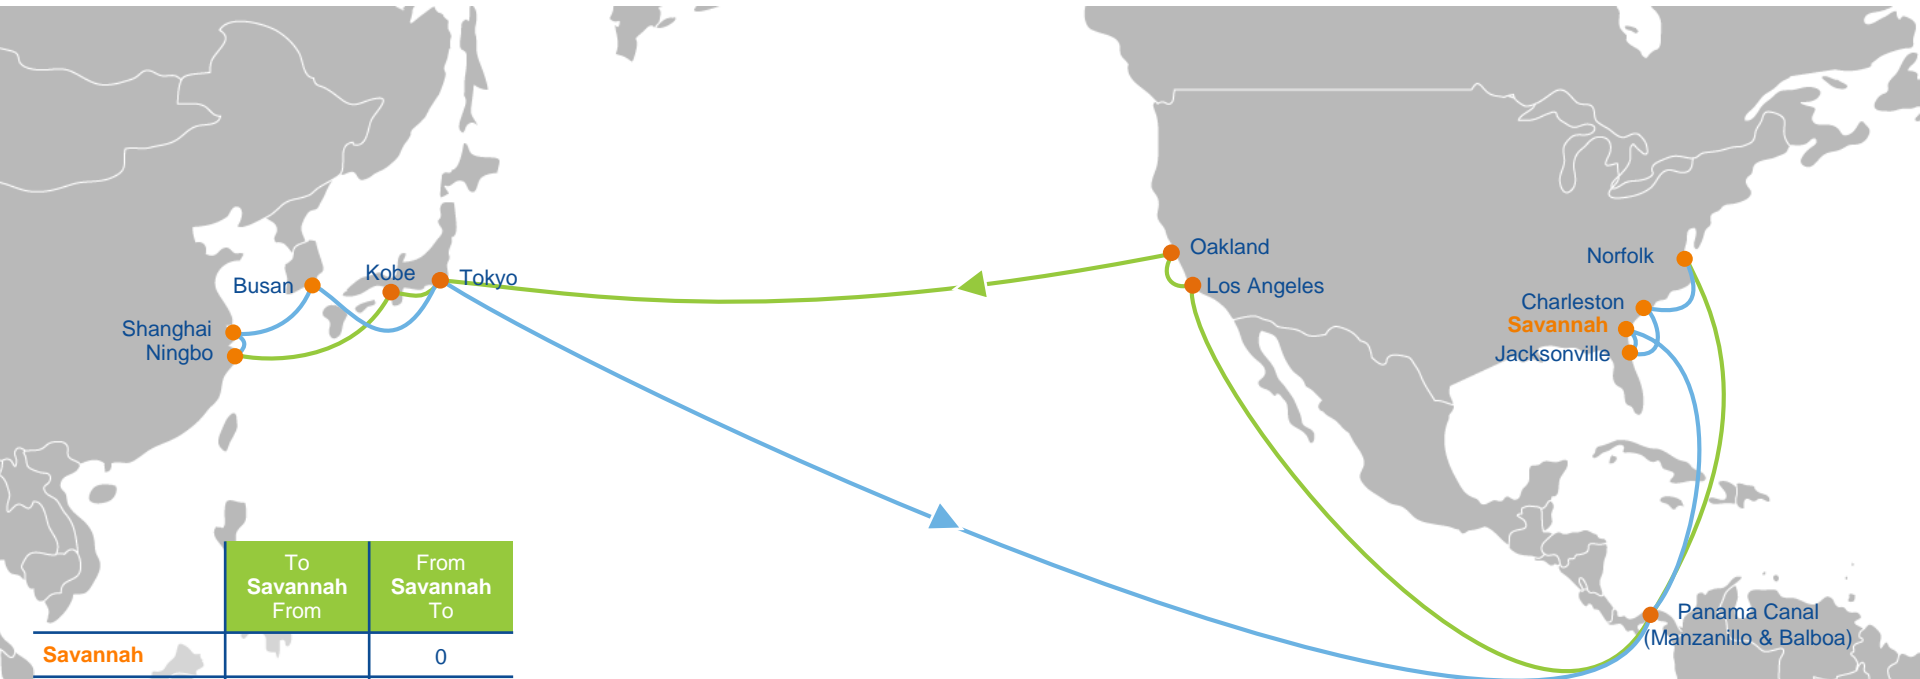 Oakland
Norfolk
Busan
Kobe
Tokyo
Los Angeles
Charleston
Shanghai
Savannah
Ningbo
Jacksonville
To
Savannah
From
From
Savannah
To
Panama Canal
(Manzanillo & Balboa)
Savannah
0